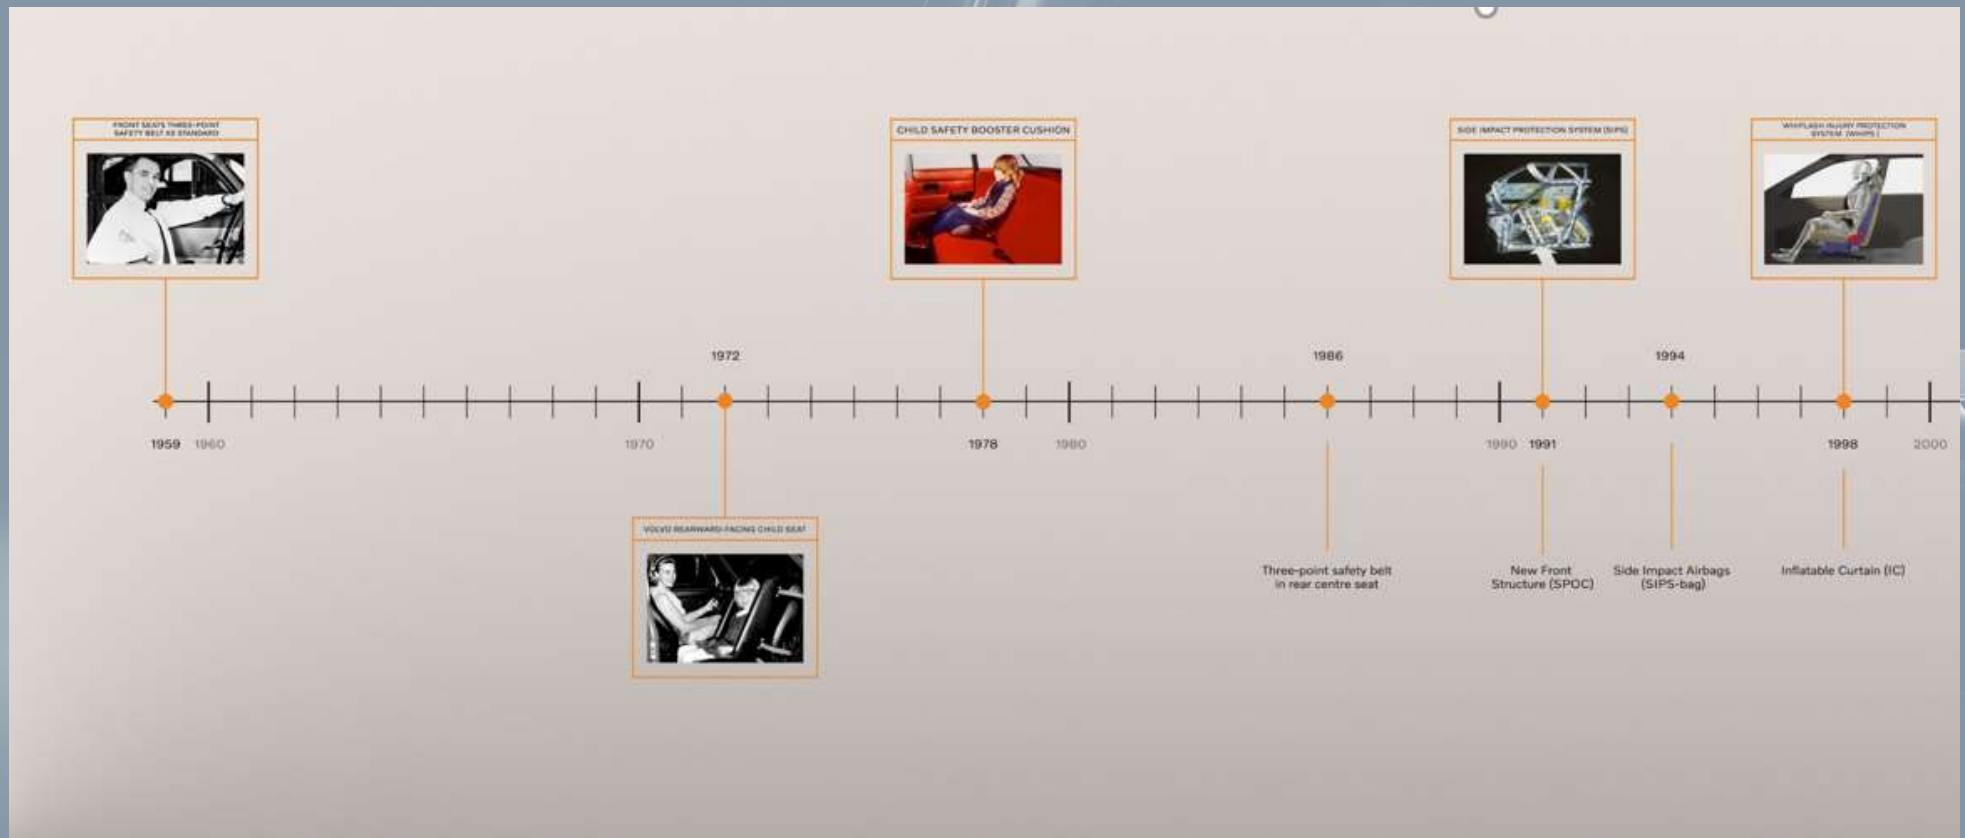 FRONT SEATS THREE-POINT
SAFETY BELT AS STANDARD
CHILD SAFETY BOOSTER CUSHION
SIDE IMPACT PROTECTION SYSTEM (SIPS)
WHIPLASH INJURY PROTECTION
SYSTEM (WHIPS)
1972
1986
1994
1959
1960
1970
1978
1980
1990
1991
1998
2000
VOLVO REARWARD-FACING CHILD SEAT
Three-point safety belt
in rear centre seat
New Front
Structure (SPOC)
Side Impact Airbags
(SIPS-bag)
Inflatable Curtain (IC)